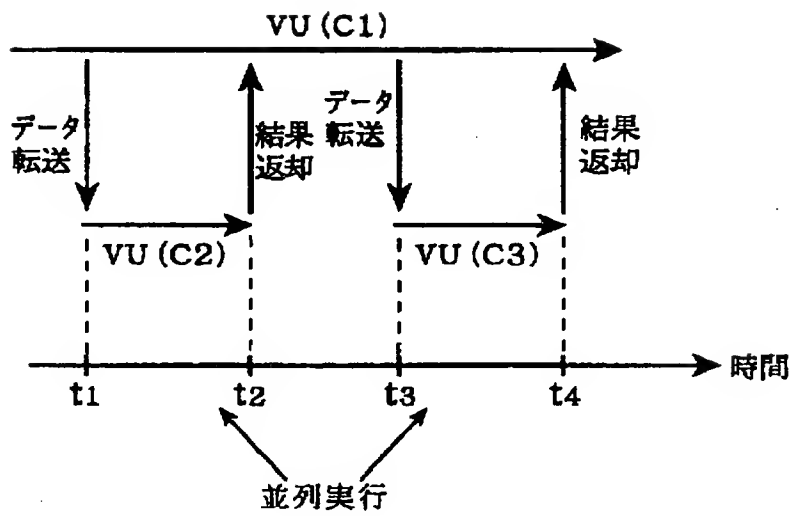 VU(C1)
データ
転送
結果
返却
データ
転送
結果
返却
VU(C2)
VU(C3)
時間
t1
t2
t3
t4
並列実行